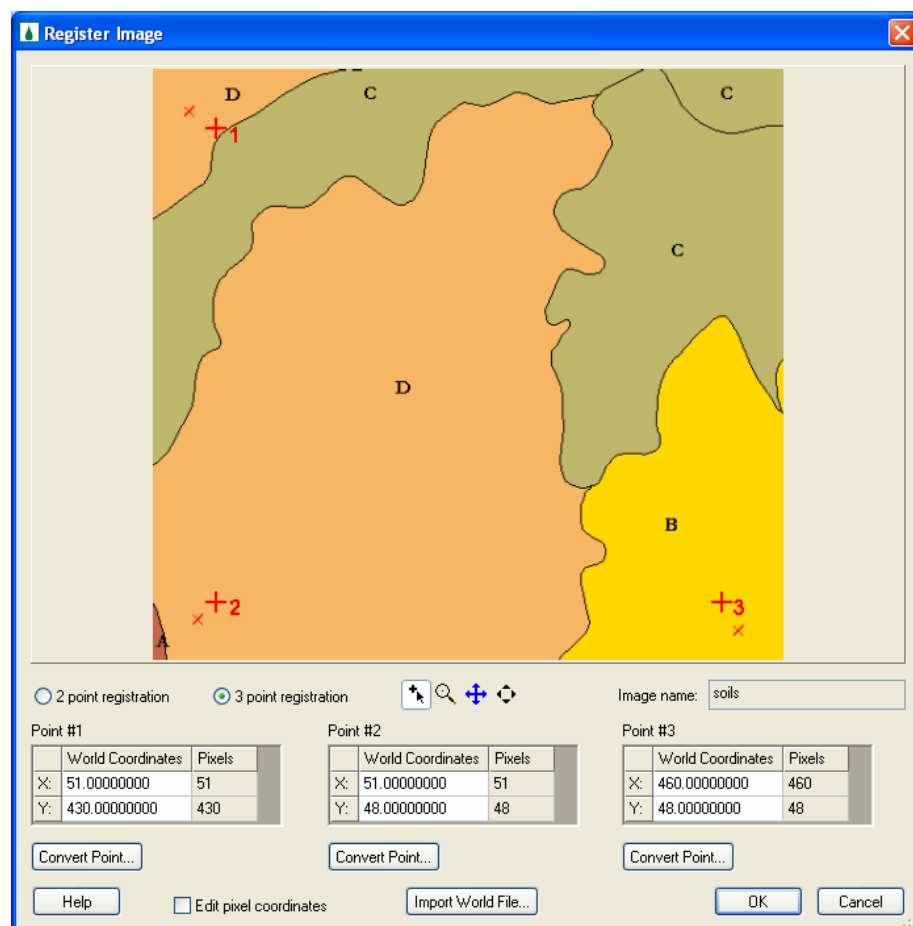 Register Image
D
C
C
1
C
D
B
2
3
A
2 point registration
3 point registration
Image name: soils
Point #1
Point #2
Point #3
World Coordinates Pixels
X: 51.00000000 51
Y: 430.00000000 430
World Coordinates Pixels
X: 51.00000000 51
Y: 48.00000000 48
World Coordinates Pixels
X: 460.00000000 460
Y: 48.00000000 48
Convert Point...
Convert Point...
Convert Point...
Help
Edit pixel coordinates
Import World File...
OK
Cancel